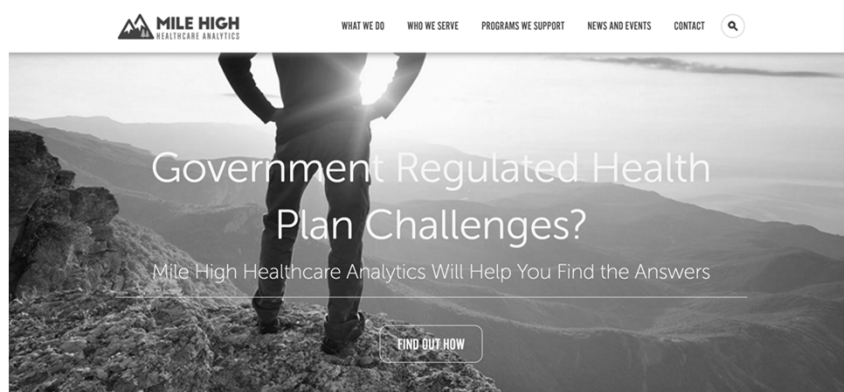 MILE HIGH
HEALTHCARE ANALYTICS
WHAT WE DO
WHO WE SERVE
PROGRAMS WE SUPPORT
NEWS AND EVENTS
CONTACT
Government Regulated Health
Plan Challenges?
Mile High Healthcare Analytics Will Help You Find the Answers
FIND OUT HOW